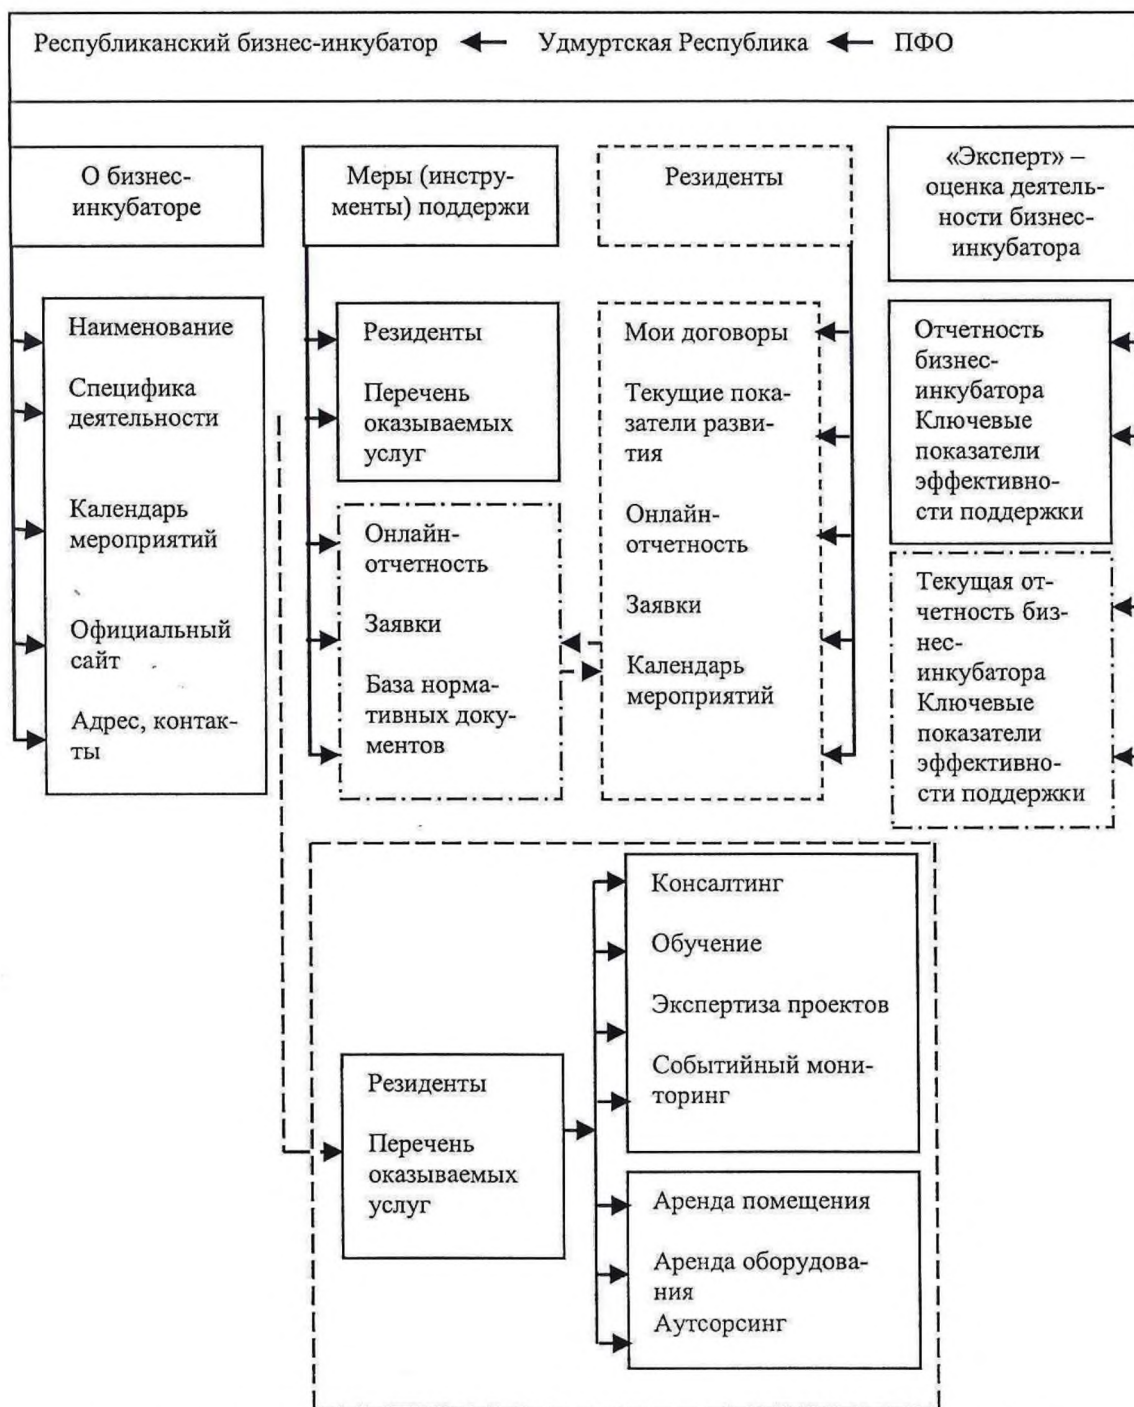 Республиканский бизнес-инкубатор
Удмуртская Республика
ПФО
О бизнес-
инкубаторе
Меры (инстру-
менты) поддержи
Резиденты
«Эксперт» –
оценка деятель-
ности бизнес-
инкубатора
Наименование
Специфика
деятельности
Календарь
мероприятий
Официальный
сайт
Адрес, контак-
ты
Резиденты
Перечень
оказываемых
услуг
Онлайн-
отчетность
Заявки
База норма-
тивных доку-
ментов
Мои договоры
Текущие пока-
затели разви-
тия
Онлайн-
отчетность
Заявки
Календарь
мероприятий
Отчетность
бизнес-
инкубатора
Ключевые
показатели
эффективно-
сти поддержки
Текущая от-
четность биз-
нес-
инкубатора
Ключевые
показатели
эффективно-
сти поддержки
Резиденты
Перечень
оказываемых
услуг
Консалтинг
Обучение
Экспертиза проектов
Событийный мони-
торинг
Аренда помещения
Аренда оборудова-
ния
Аутсорсинг